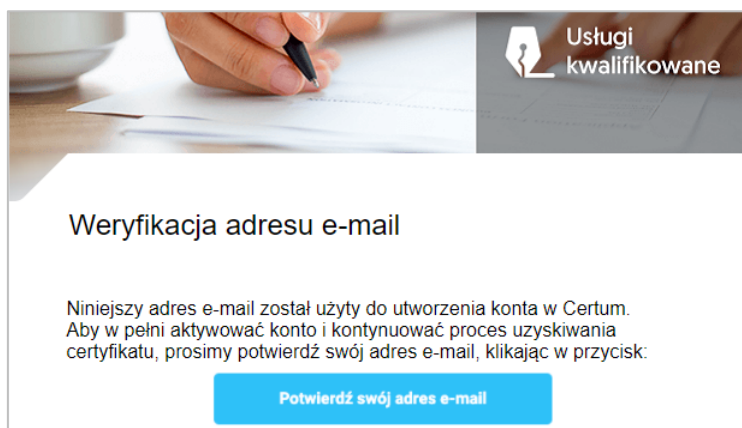 Usługi
kwalifikowane
Weryfikacja adresu e-mail
Niniejszy adres e-mail został użyty do utworzenia konta w Certum.
Aby w pełni aktywować konto i kontynuować proces uzyskiwania
certyfikatu, prosimy potwierdź swój adres e-mail, klikając w przycisk:
Potwierdź swój adres e-mail